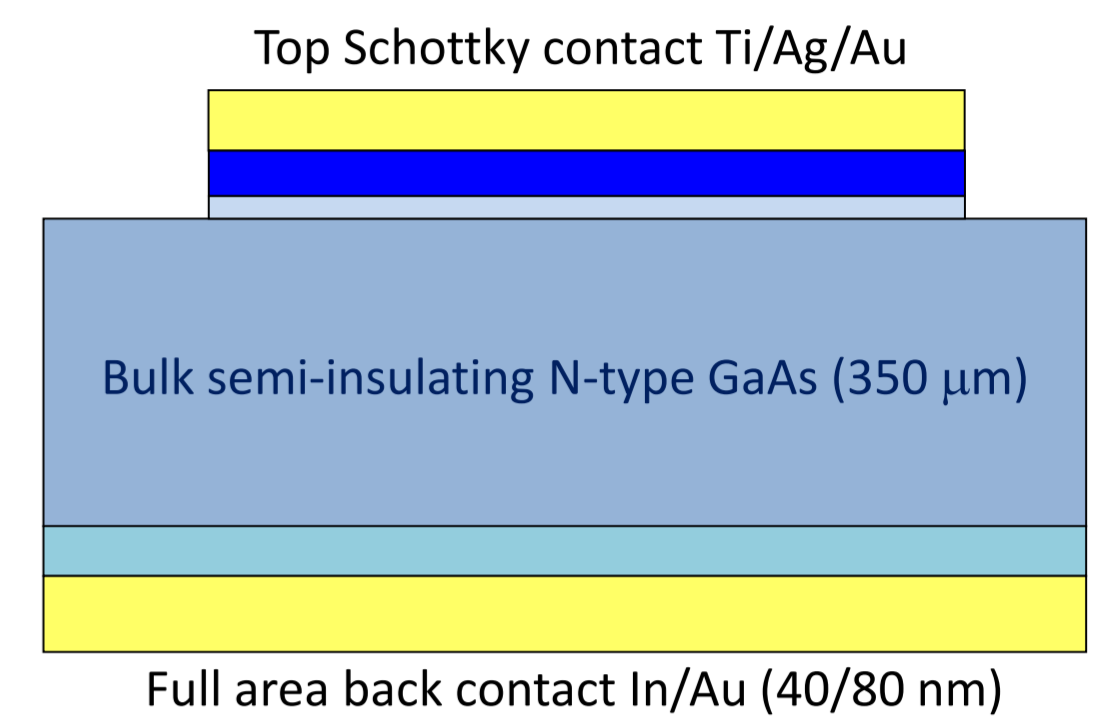 Top Schottky contact Ti/Ag/Au
Bulk semi-insulating N-type GaAs (350 μm)
Full area back contact In/Au (40/80 nm)